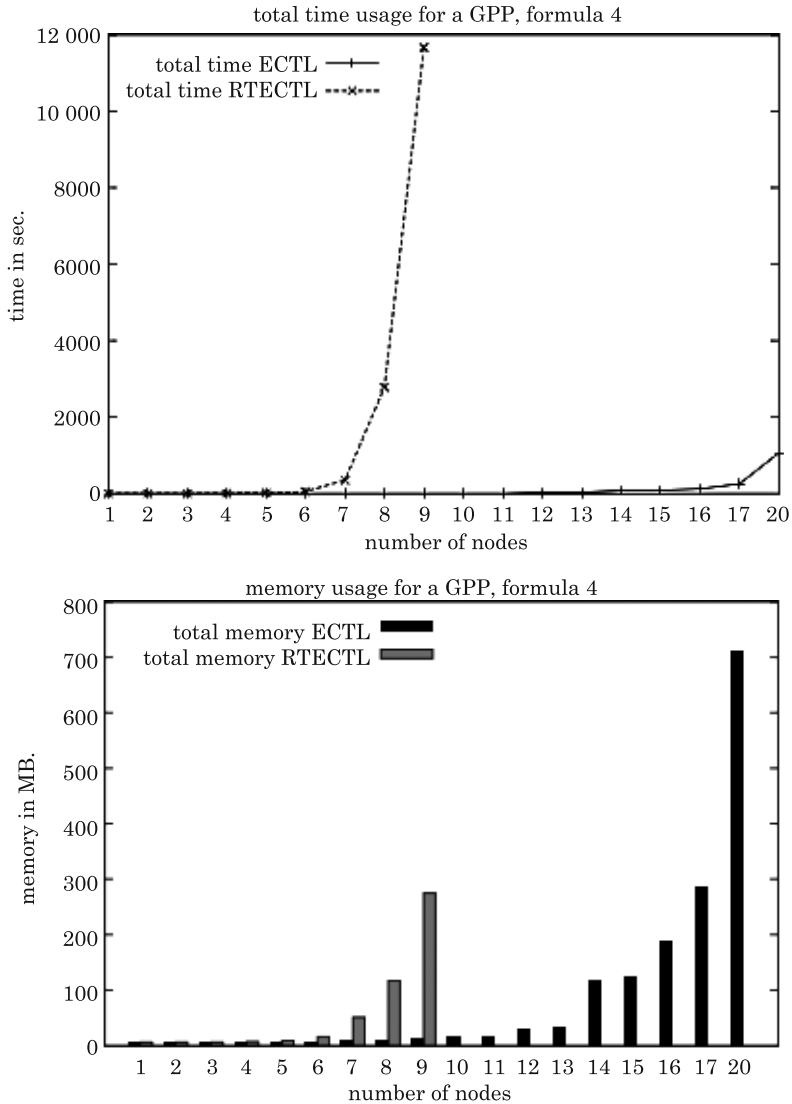 total time usage for a GPP, formula 4
12 000
total time ECTL
total time RTECTL
10 000
8000
6000
4000
2000
0
time in sec.
1 2 3 4 5 6 7 8 9 10 11 12 13 14 15 16 17 20
number of nodes
memory usage for a GPP, formula 4
800
total memory ECTL
total memory RTECTL
700
600
500
400
300
200
100
0
memory in MB.
1 2 3 4 5 6 7 8 9 10 11 12 13 14 15 16 17 20
number of nodes